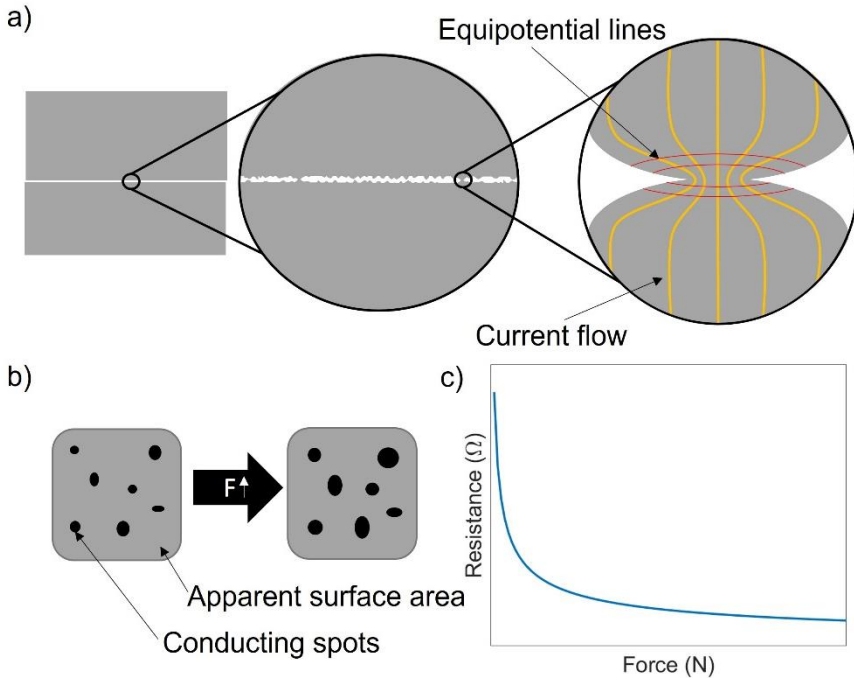 a)
Equipotential lines
Current flow
b)
F↑
Apparent surface area
Conducting spots
c)
Resistance (Ω)
Force (N)